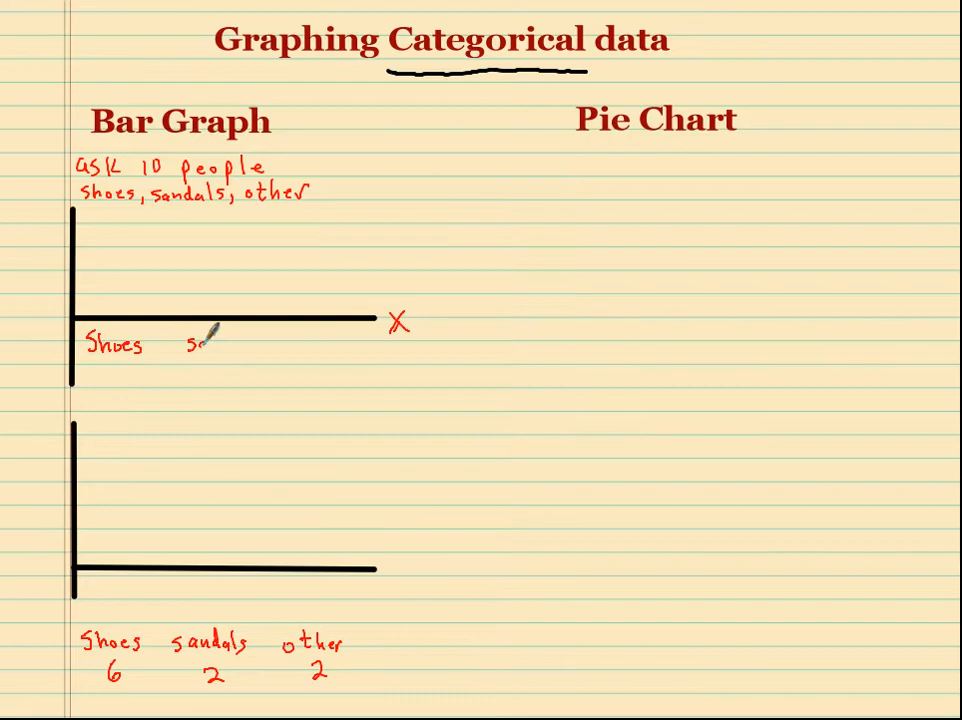 Graphing Categorical data
Bar Graph
Pie Chart
ask 10 people
shoes, sandals, other
X
Shoes sa
Shoes sandals other
6 2 2